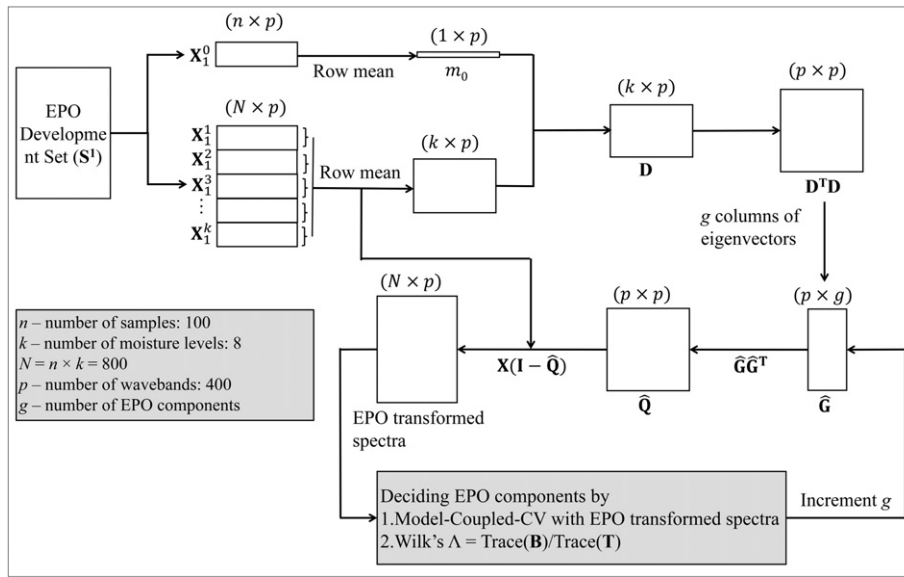 (n × p)
X₁⁰
Row mean
(1 × p)
m₀
EPO
Developme
nt Set (S¹)
(N × p)
X₁¹
X₁²
X₁³
⋮
X₁ᵏ
Row mean
(k × p)
(k × p)
D
(p × p)
DᵀD
g columns of
eigenvectors
(p × g)
Ĝ
ĜĜᵀ
(p × p)
Q̂
X(I − Q̂)
(N × p)
EPO transformed
spectra
n – number of samples: 100
k – number of moisture levels: 8
N = n × k = 800
p – number of wavebands: 400
g – number of EPO components
Deciding EPO components by
1.Model-Coupled-CV with EPO transformed spectra
2.Wilk's Λ = Trace(B)/Trace(T)
Increment g